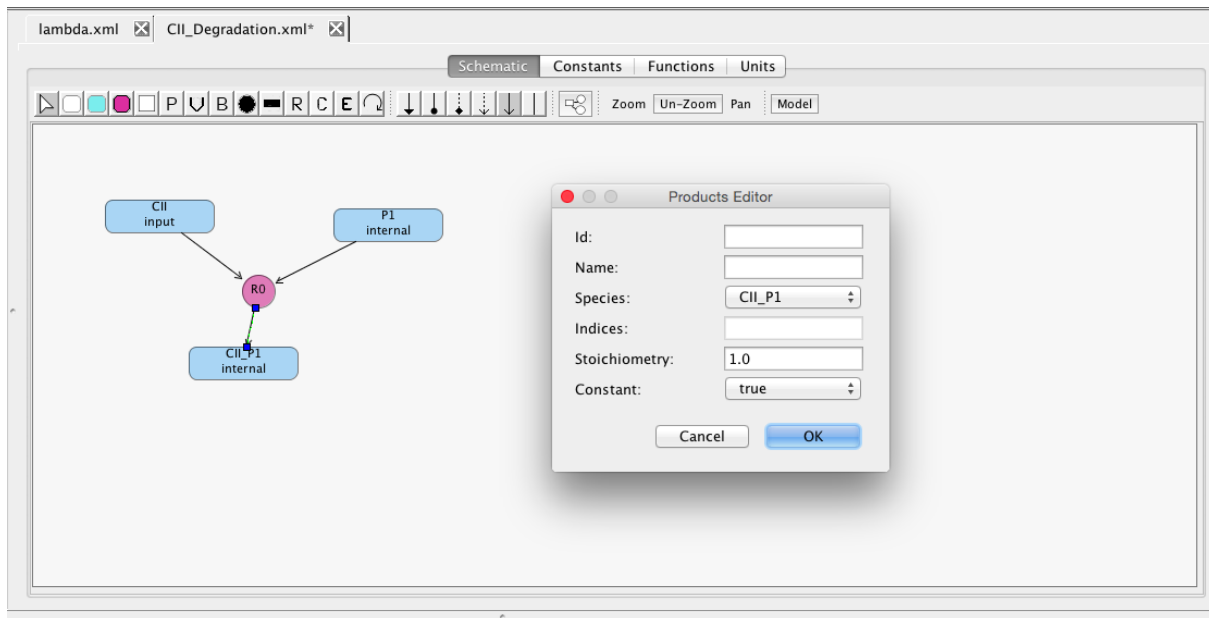 lambda.xml CII_Degradation.xml*
Schematic Constants Functions Units
P V B R C E Zoom Un-Zoom Pan Model
CII
input
P1
internal
R0
CII_P1
internal
Products Editor
Id:
Name:
Species: CII_P1
Indices:
Stoichiometry: 1.0
Constant: true
Cancel OK